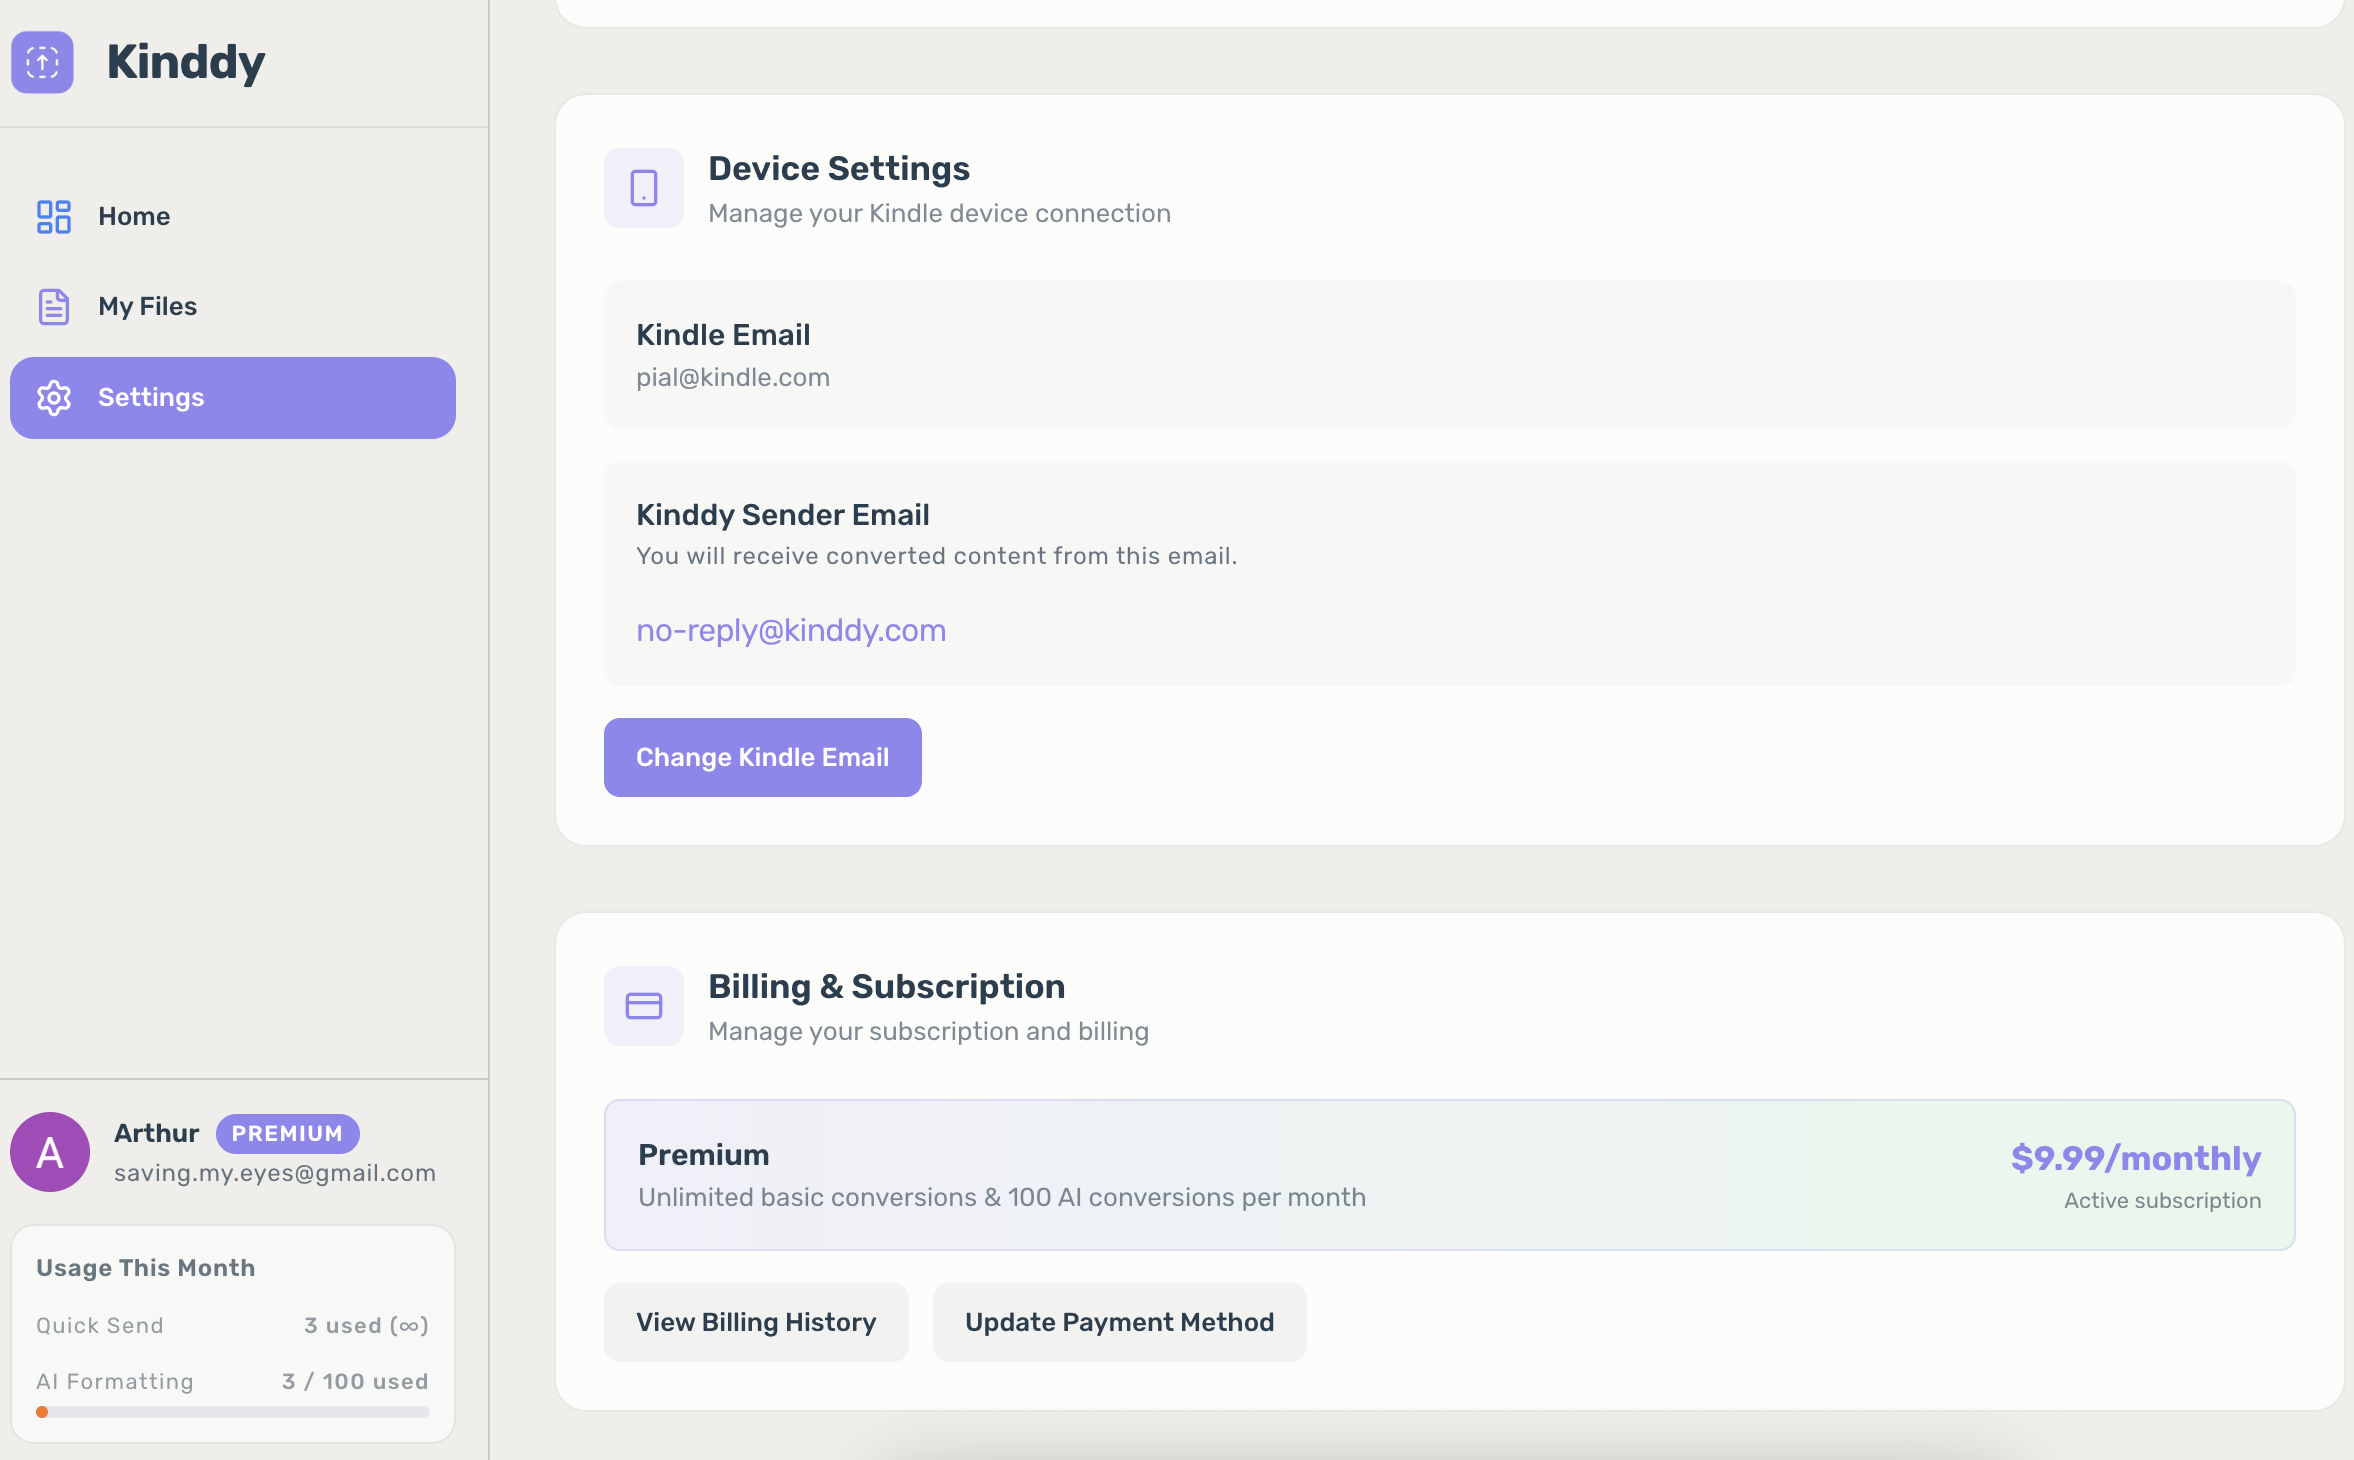 Kinddy
Home
My Files
Settings
Arthur PREMIUM
saving.my.eyes@gmail.com
Usage This Month
Quick Send 3 used (∞)
AI Formatting 3 / 100 used
Device Settings
Manage your Kindle device connection
Kindle Email
pial@kindle.com
Kinddy Sender Email
You will receive converted content from this email.
no-reply@kinddy.com
Change Kindle Email
Billing & Subscription
Manage your subscription and billing
Premium
Unlimited basic conversions & 100 AI conversions per month
$9.99/monthly
Active subscription
View Billing History
Update Payment Method
A